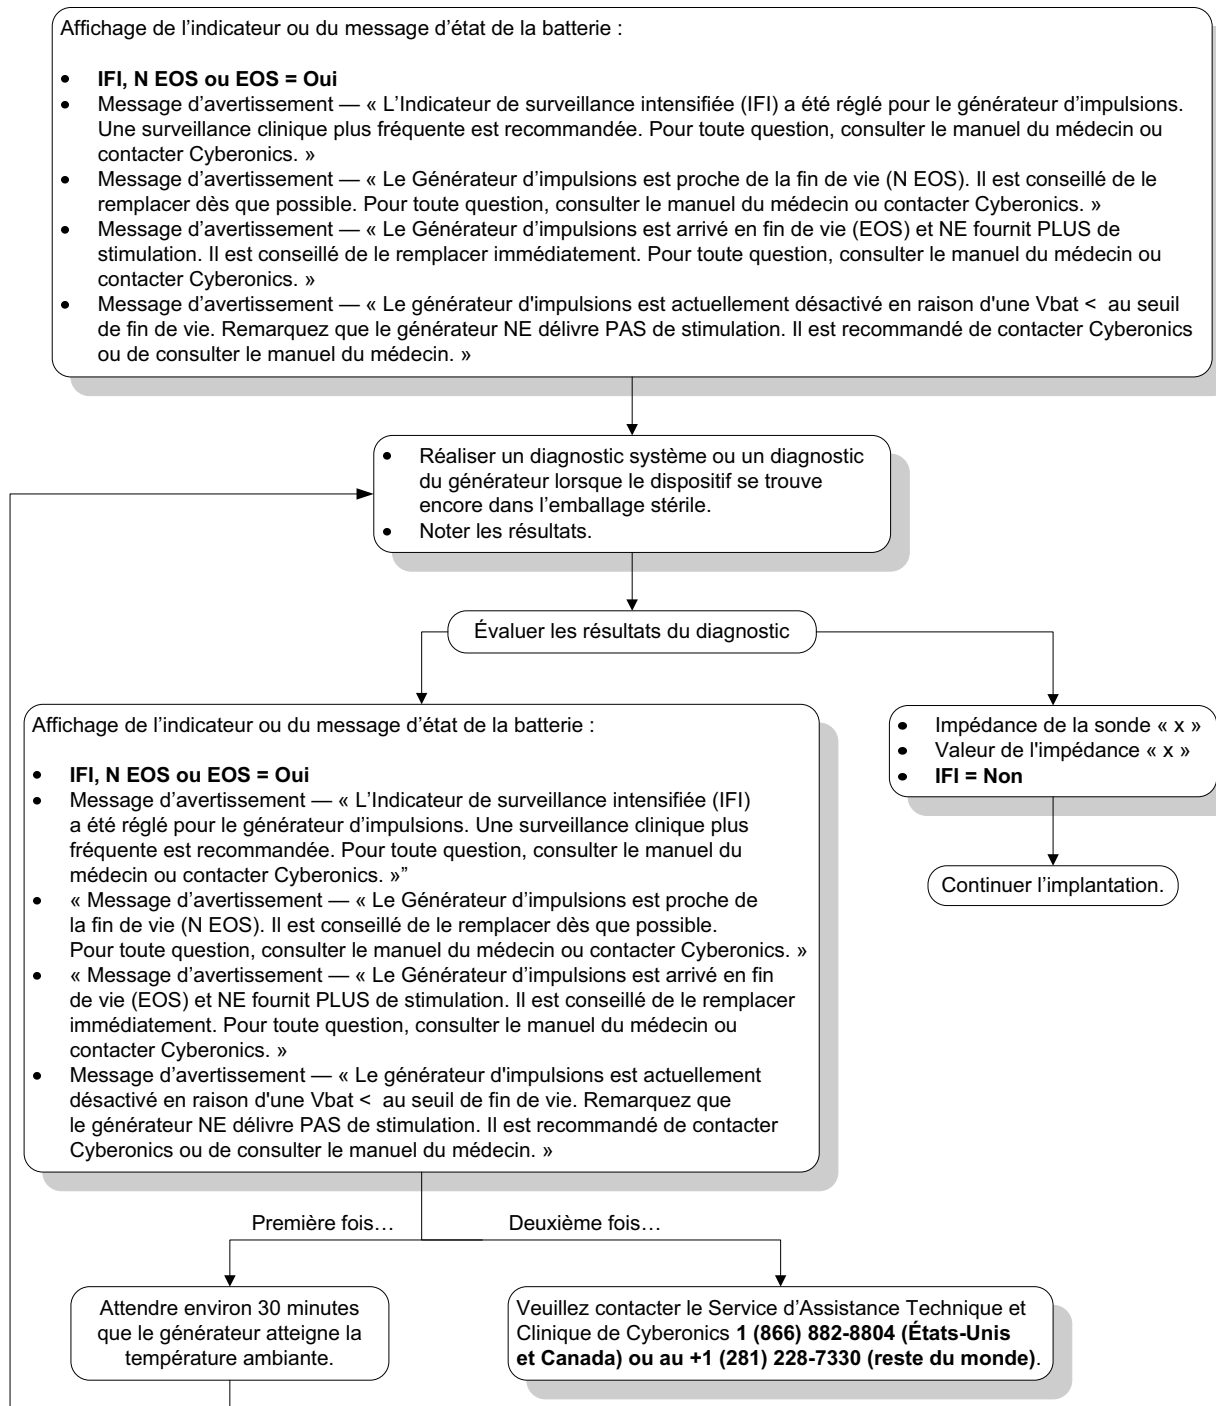 Affichage de l’indicateur ou du message d’état de la batterie :
• IFI, N EOS ou EOS = Oui
• Message d’avertissement — « L’Indicateur de surveillance intensifiée (IFI) a été réglé pour le générateur d’impulsions.
Une surveillance clinique plus fréquente est recommandée. Pour toute question, consulter le manuel du médecin ou
contacter Cyberonics. »
• Message d’avertissement — « Le Générateur d’impulsions est proche de la fin de vie (N EOS). Il est conseillé de le
remplacer dès que possible. Pour toute question, consulter le manuel du médecin ou contacter Cyberonics. »
• Message d’avertissement — « Le Générateur d’impulsions est arrivé en fin de vie (EOS) et NE fournit PLUS de
stimulation. Il est conseillé de le remplacer immédiatement. Pour toute question, consulter le manuel du médecin ou
contacter Cyberonics. »
• Message d’avertissement — « Le générateur d'impulsions est actuellement désactivé en raison d'une Vbat < au seuil
de fin de vie. Remarquez que le générateur NE délivre PAS de stimulation. Il est recommandé de contacter Cyberonics
ou de consulter le manuel du médecin. »
• Réaliser un diagnostic système ou un diagnostic
du générateur lorsque le dispositif se trouve
encore dans l’emballage stérile.
• Noter les résultats.
Évaluer les résultats du diagnostic
Affichage de l’indicateur ou du message d’état de la batterie :
• IFI, N EOS ou EOS = Oui
• Message d’avertissement — « L’Indicateur de surveillance intensifiée (IFI)
a été réglé pour le générateur d’impulsions. Une surveillance clinique plus
fréquente est recommandée. Pour toute question, consulter le manuel du
médecin ou contacter Cyberonics. »”
• « Message d’avertissement — « Le Générateur d’impulsions est proche de
la fin de vie (N EOS). Il est conseillé de le remplacer dès que possible.
Pour toute question, consulter le manuel du médecin ou contacter Cyberonics. »
• « Message d’avertissement — « Le Générateur d’impulsions est arrivé en fin
de vie (EOS) et NE fournit PLUS de stimulation. Il est conseillé de le remplacer
immédiatement. Pour toute question, consulter le manuel du médecin ou
contacter Cyberonics. »
• Message d’avertissement — « Le générateur d'impulsions est actuellement
désactivé en raison d'une Vbat < au seuil de fin de vie. Remarquez que
le générateur NE délivre PAS de stimulation. Il est recommandé de contacter
Cyberonics ou de consulter le manuel du médecin. »
• Impédance de la sonde « x »
• Valeur de l'impédance « x »
• IFI = Non
Continuer l’implantation.
Première fois…
Deuxième fois…
Attendre environ 30 minutes
que le générateur atteigne la
température ambiante.
Veuillez contacter le Service d’Assistance Technique et
Clinique de Cyberonics 1 (866) 882-8804 (États-Unis
et Canada) ou au +1 (281) 228-7330 (reste du monde).